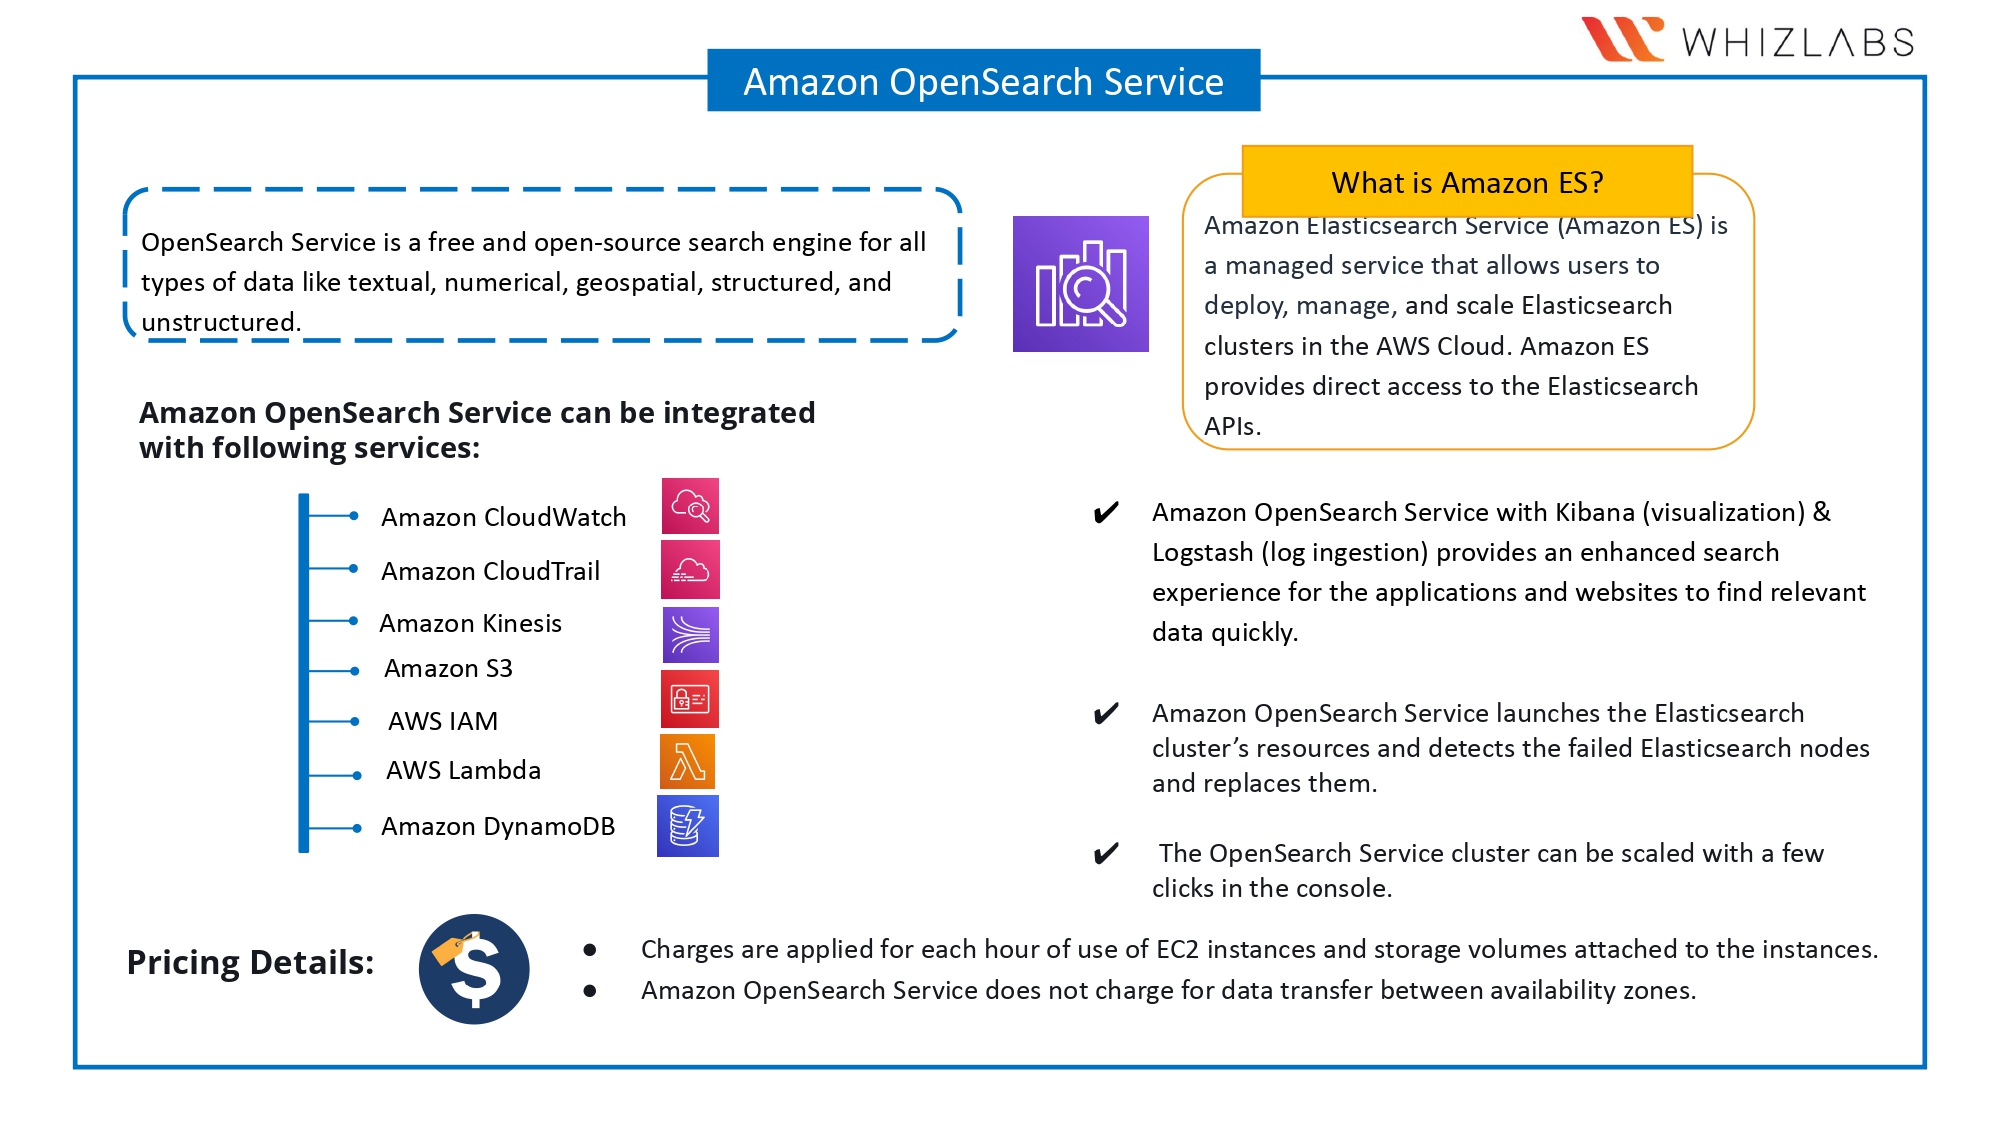 WHIZLABS
Amazon OpenSearch Service
OpenSearch Service is a free and open-source search engine for all
types of data like textual, numerical, geospatial, structured, and
unstructured.
What is Amazon ES?
Amazon Elasticsearch Service (Amazon ES) is
a managed service that allows users to
deploy, manage, and scale Elasticsearch
clusters in the AWS Cloud. Amazon ES
provides direct access to the Elasticsearch
APIs.
Amazon OpenSearch Service can be integrated
with following services:
Amazon CloudWatch
Amazon CloudTrail
Amazon Kinesis
Amazon S3
AWS IAM
AWS Lambda
Amazon DynamoDB
✔ Amazon OpenSearch Service with Kibana (visualization) &
Logstash (log ingestion) provides an enhanced search
experience for the applications and websites to find relevant
data quickly.
✔ Amazon OpenSearch Service launches the Elasticsearch
cluster’s resources and detects the failed Elasticsearch nodes
and replaces them.
✔ The OpenSearch Service cluster can be scaled with a few
clicks in the console.
Pricing Details:
$
● Charges are applied for each hour of use of EC2 instances and storage volumes attached to the instances.
● Amazon OpenSearch Service does not charge for data transfer between availability zones.